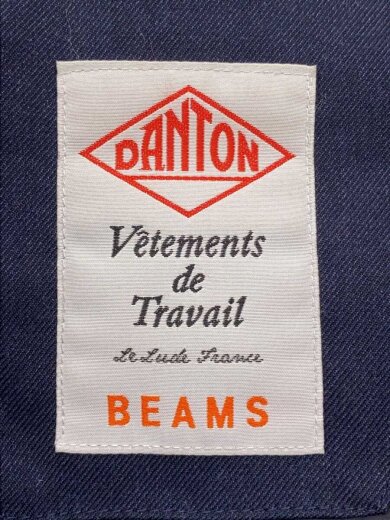 DANTON
Vêtements
de
Travail
Le Lude France
BEAMS